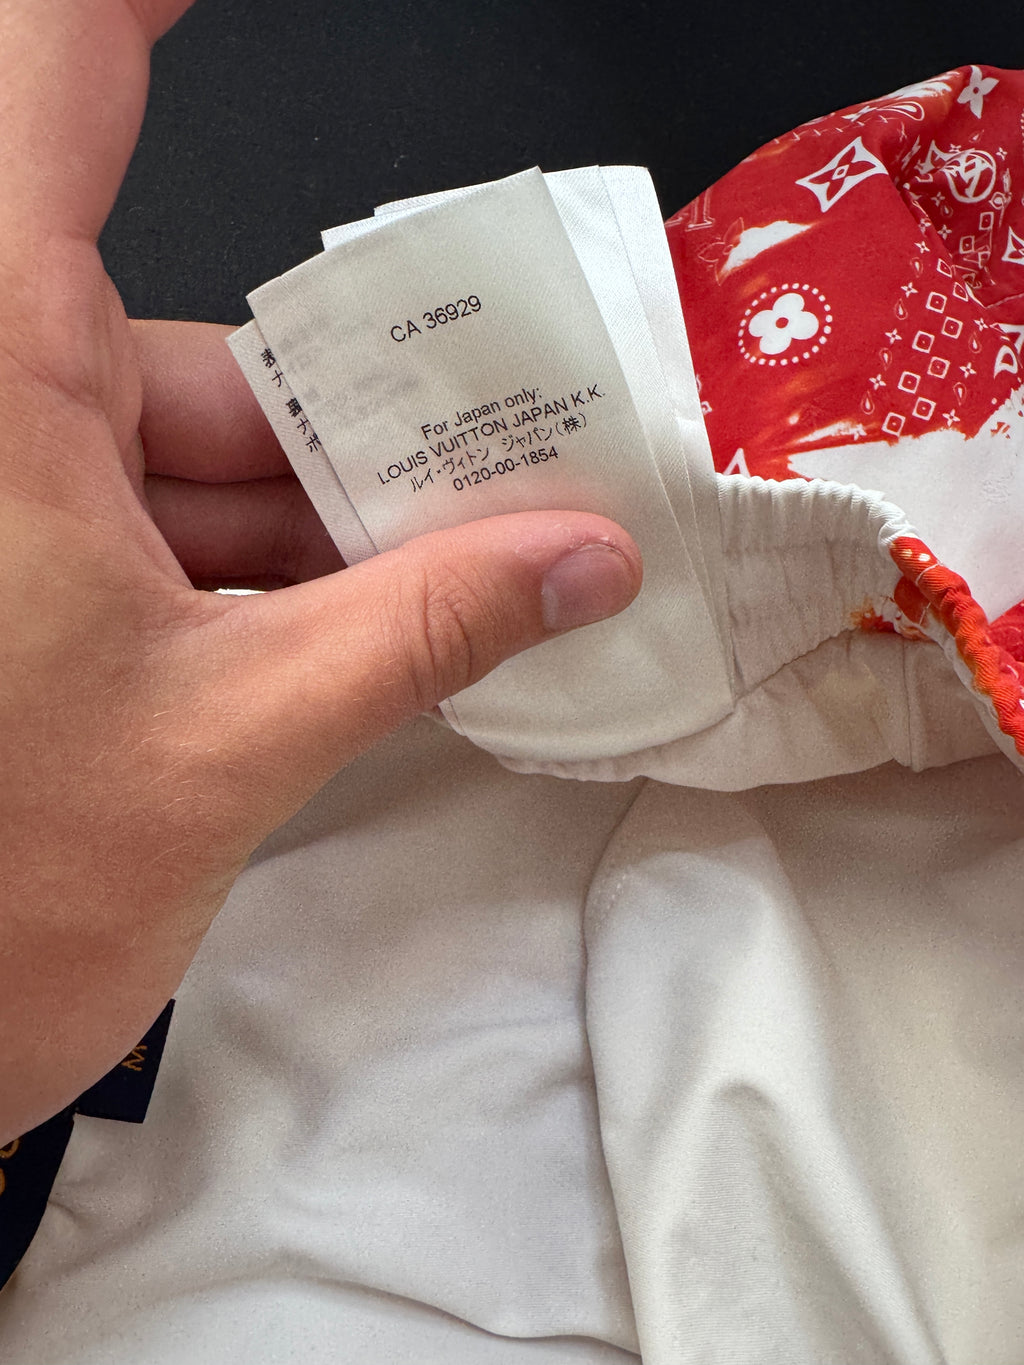 CA 36929
For Japan only:
LOUIS VUITTON JAPAN K.K.
ルイ・ヴィトン ジャパン(株)
0120-00-1854
M